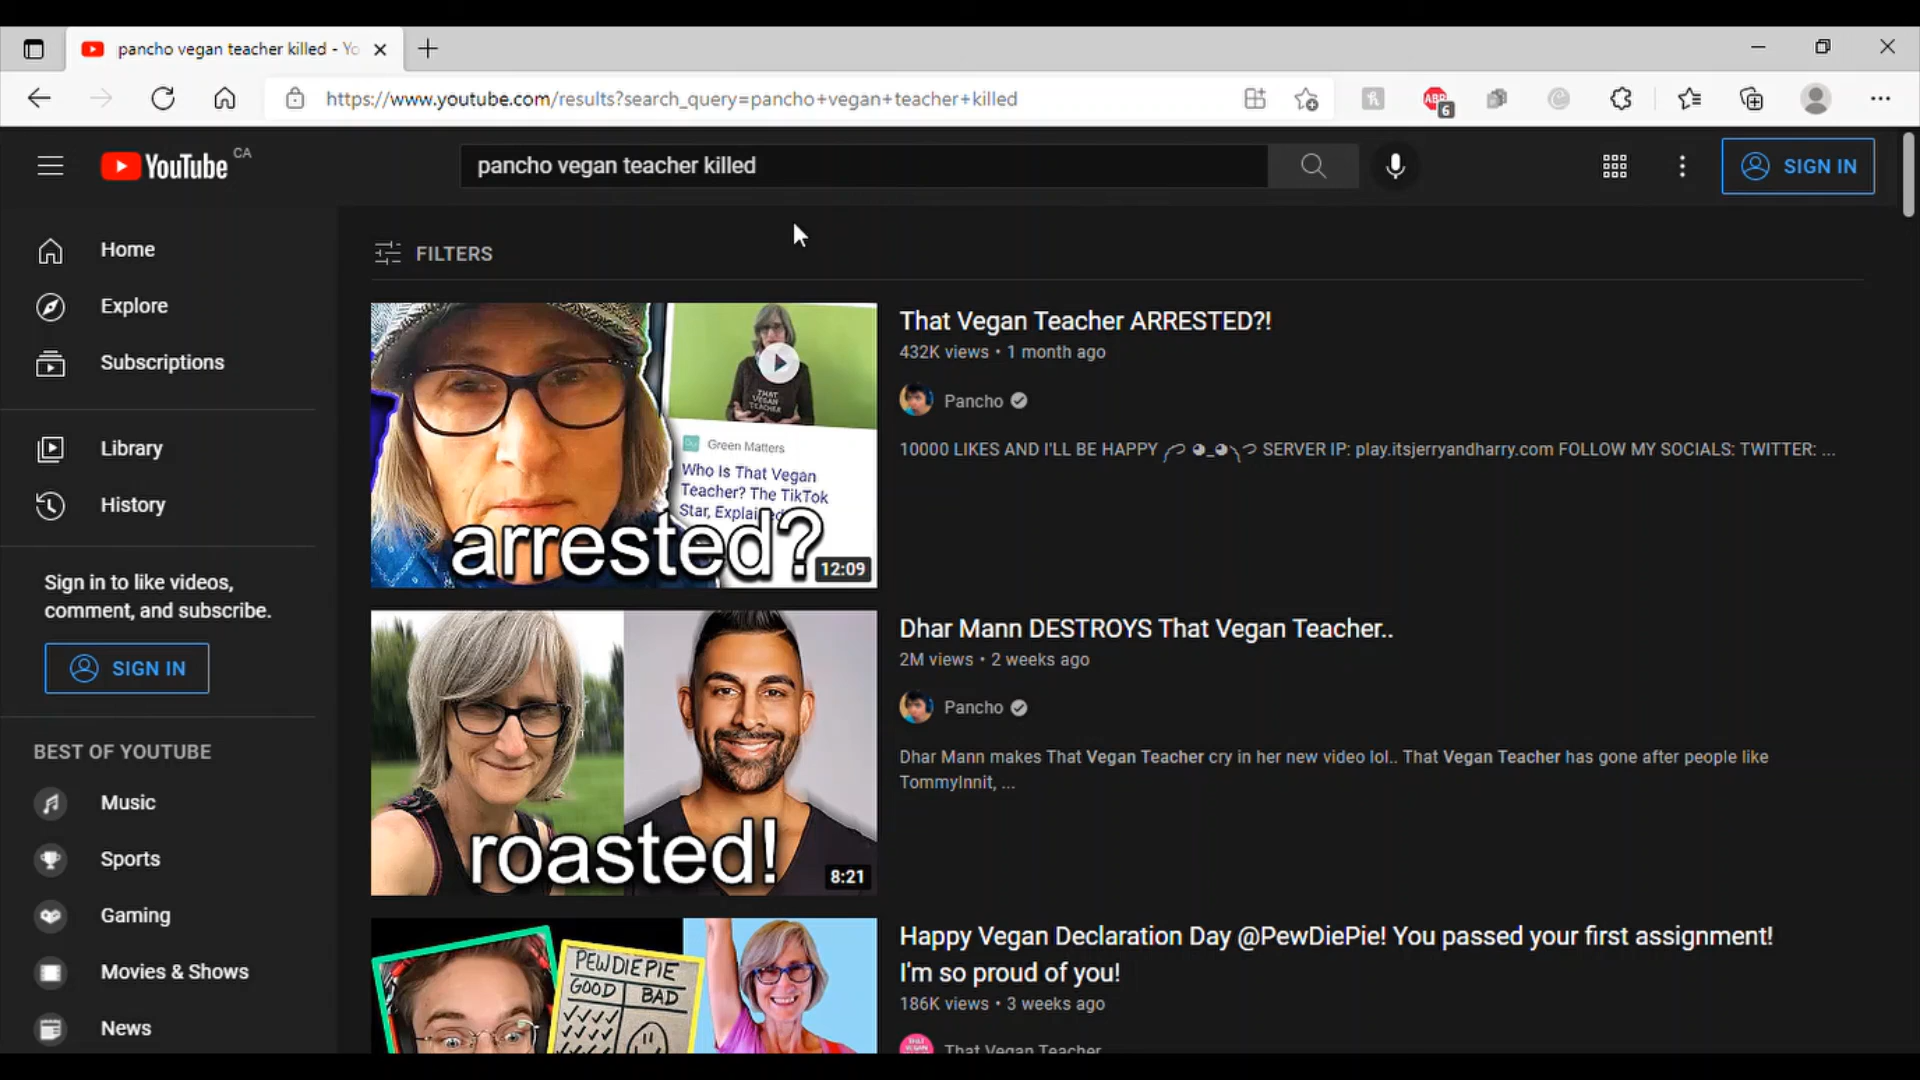 pancho vegan teacher killed - Yo
https://www.youtube.com/results?search_query=pancho+vegan+teacher+killed
ABP
6
YouTube CA
pancho vegan teacher killed
SIGN IN
Home
Explore
Subscriptions
Library
History
Sign in to like videos,
comment, and subscribe.
SIGN IN
BEST OF YOUTUBE
Music
Sports
Gaming
Movies & Shows
News
FILTERS
THAT
VEGAN
TEACHER
Green Matters
Who Is That Vegan
Teacher? The TikTok
Star, Explained
arrested?
12:09
That Vegan Teacher ARRESTED?!
432K views • 1 month ago
Pancho
10000 LIKES AND I'LL BE HAPPY ༼ ◕_◕ ༽つ SERVER IP: play.itsjerryandharry.com FOLLOW MY SOCIALS: TWITTER: ...
roasted!
8:21
Dhar Mann DESTROYS That Vegan Teacher..
2M views • 2 weeks ago
Pancho
Dhar Mann makes That Vegan Teacher cry in her new video lol.. That Vegan Teacher has gone after people like
TommyInnit, ...
PEWDIEPIE
GOOD BAD
Happy Vegan Declaration Day @PewDiePie! You passed your first assignment!
I'm so proud of you!
186K views • 3 weeks ago
That Vegan Teacher